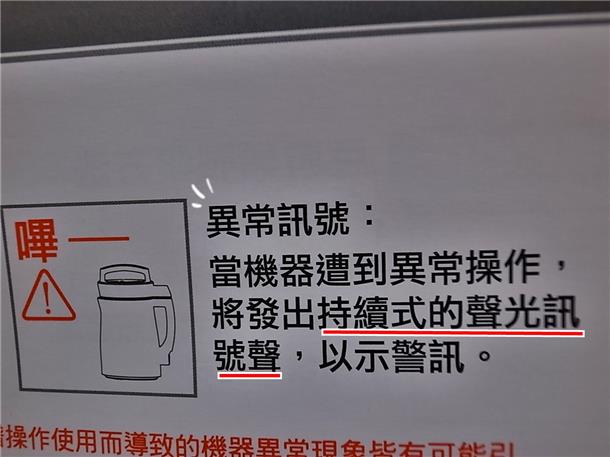 嗶一
異常訊號：
當機器遭到異常操作，
將發出持續式的聲光訊
號聲，以示警訊。
操作使用而導致的機器異常現象皆有可能引